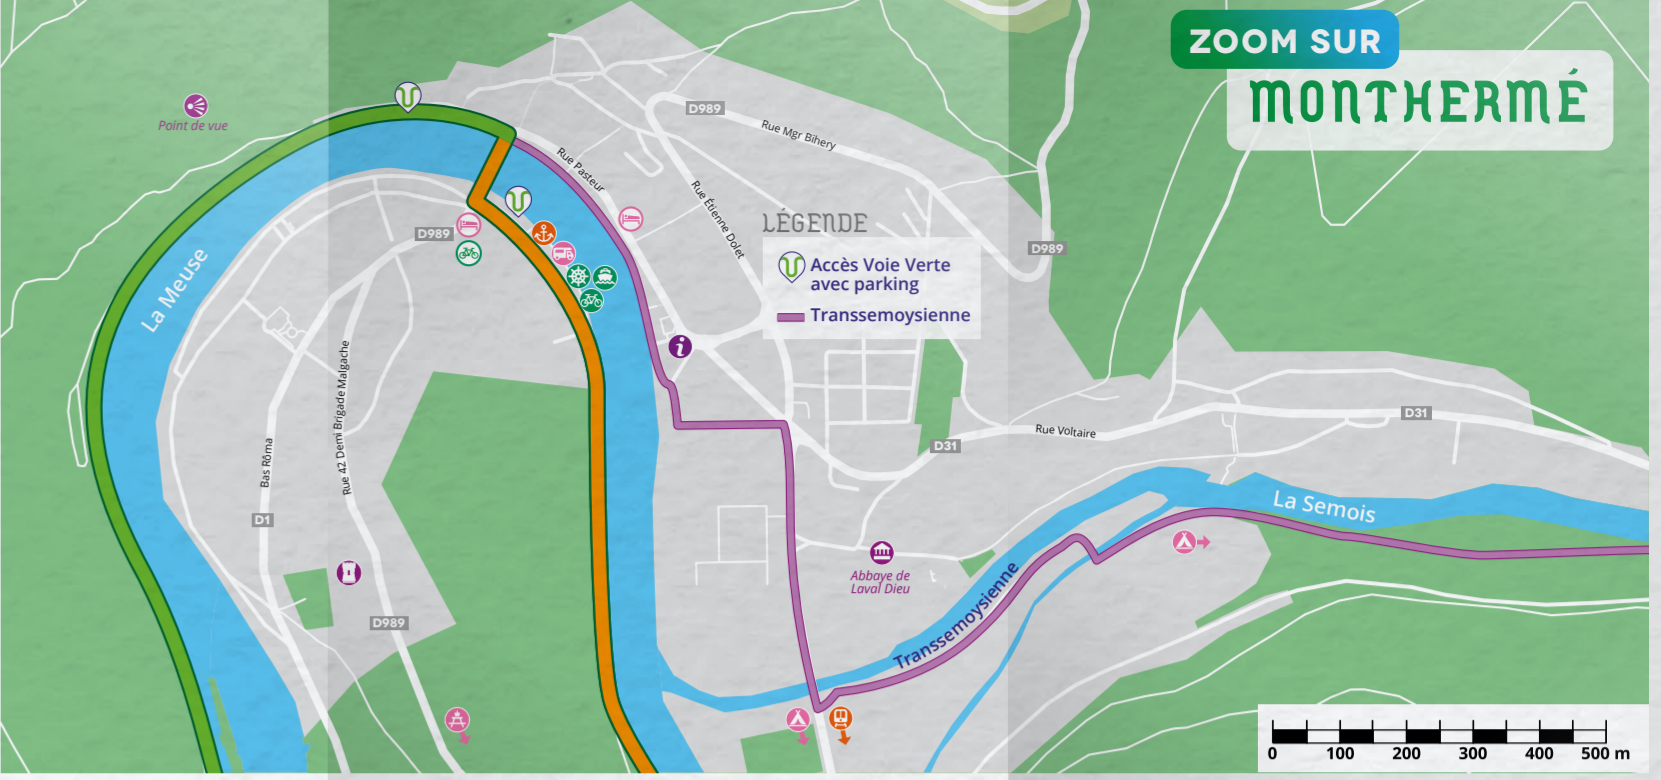 ZOOM SUR
MONTHERMÉ
Point de vue
D989
Rue Mgr Bihery
Rue Pasteur
Rue Étienne Dolet
LÉGENDE
Accès Voie Verte
avec parking
Transsemoysienne
D989
D989
La Meuse
i
Rue 42 Demi Brigade Malgache
Bas Rôma
D1
D31
Rue Voltaire
D31
La Semois
Abbaye de
Laval Dieu
Transsemoysienne
D989
0 100 200 300 400 500 m